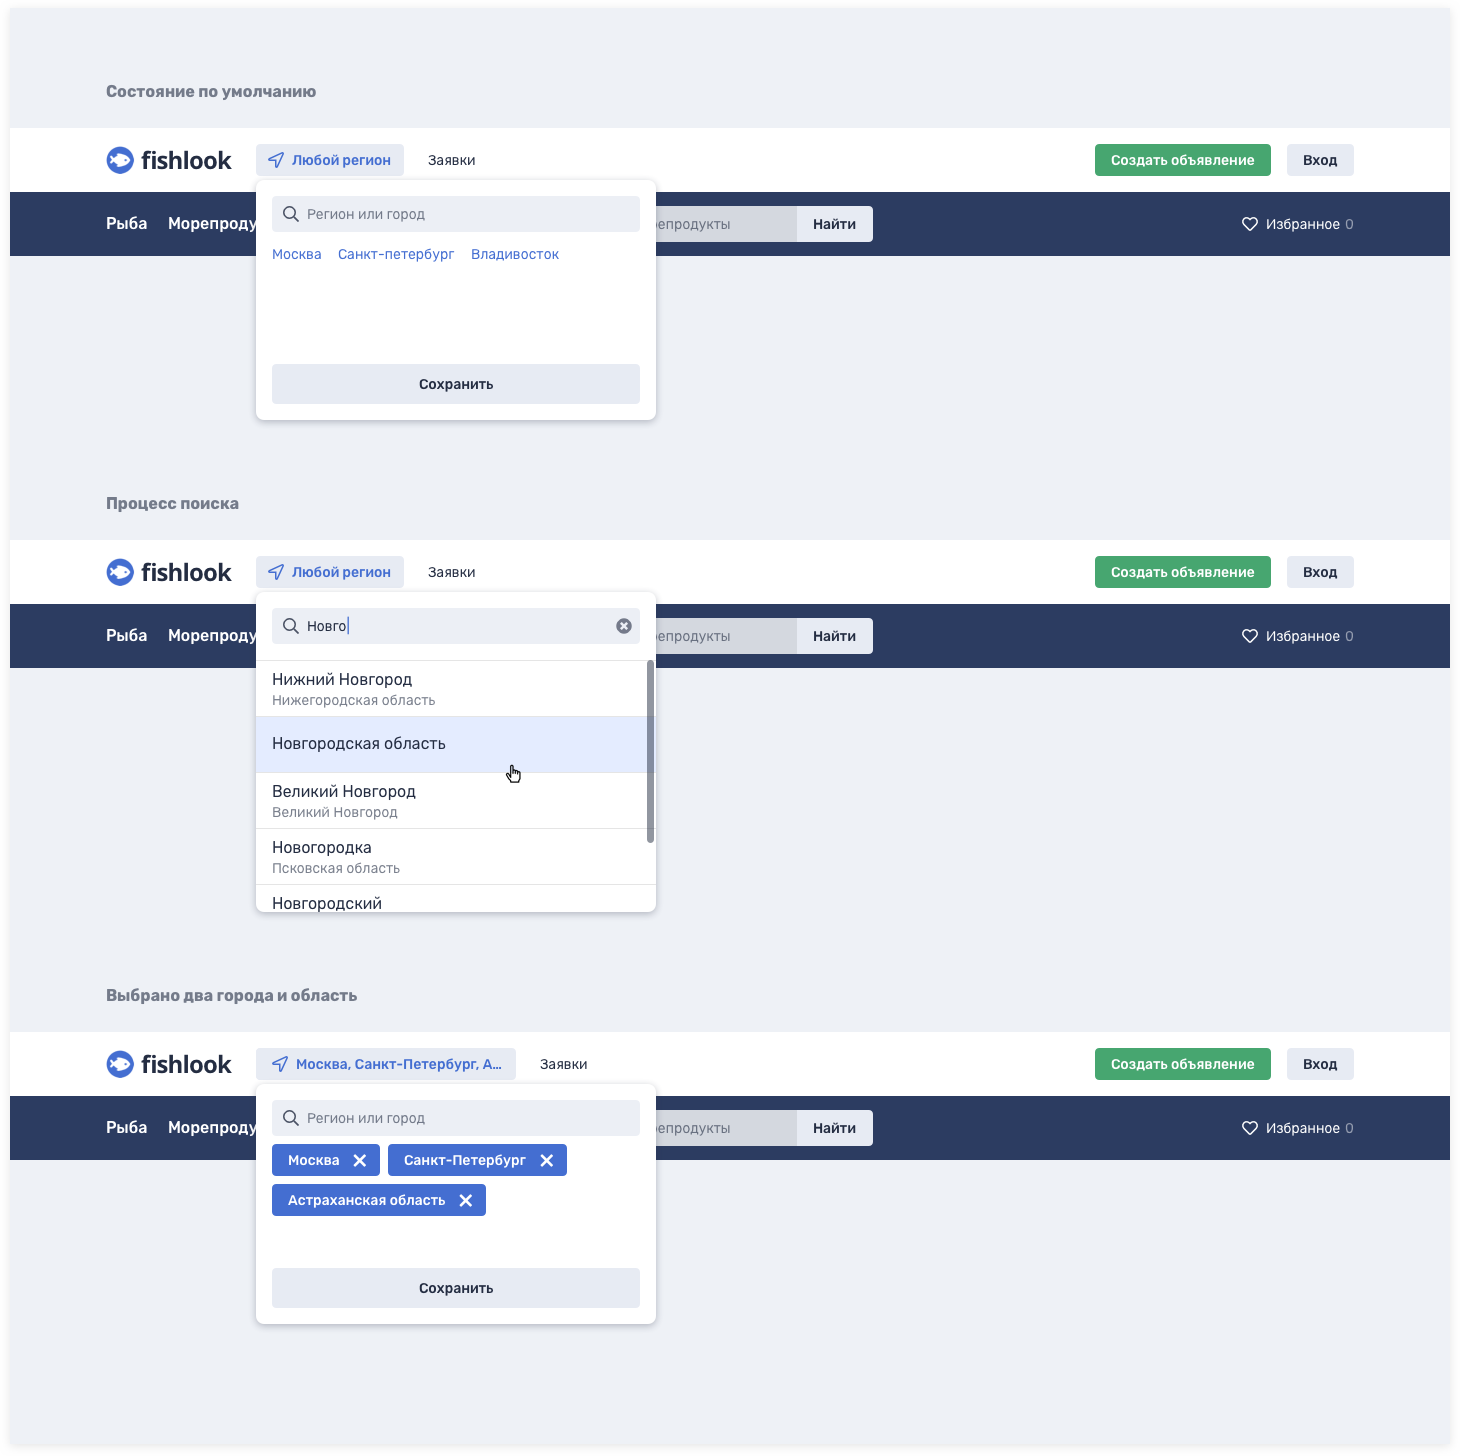 Состояние по умолчанию
fishlook Любой регион Заявки Создать объявление Вход
Рыба Морепроду епродукты Найти Избранное 0
Регион или город
Москва Санкт-петербург Владивосток
Сохранить
Процесс поиска
fishlook Любой регион Заявки Создать объявление Вход
Рыба Морепроду епродукты Найти Избранное 0
Новго
Нижний Новгород
Нижегородская область
Новгородская область
Великий Новгород
Великий Новгород
Новогородка
Псковская область
Новгородский
Выбрано два города и область
fishlook Москва, Санкт-Петербург, А... Заявки Создать объявление Вход
Рыба Морепроду епродукты Найти Избранное 0
Регион или город
Москва Санкт-Петербург
Астраханская область
Сохранить